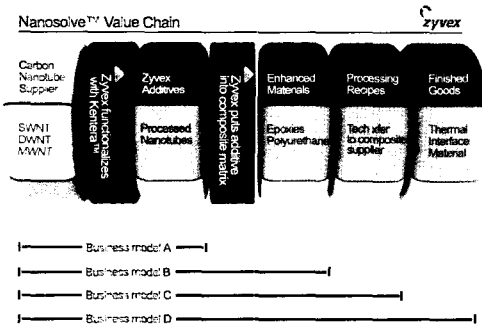 Nanosolve™ Value Chain
zyvex
Carbon
Nanotube
Supplier
SWNT
DWNT
MWNT
Zyvex functionalizes
with Kentera™
Zyvex
Additives
Processed
Nanotubes
Zyvex puts additive
into composite matrix
Enhanced
Materials
Epoxies
Polyurethane
Processing
Recipes
Tech xfer
to composite
supplier
Finished
Goods
Thermal
Interface
Material
Business model A
Business model B
Business model C
Business model D